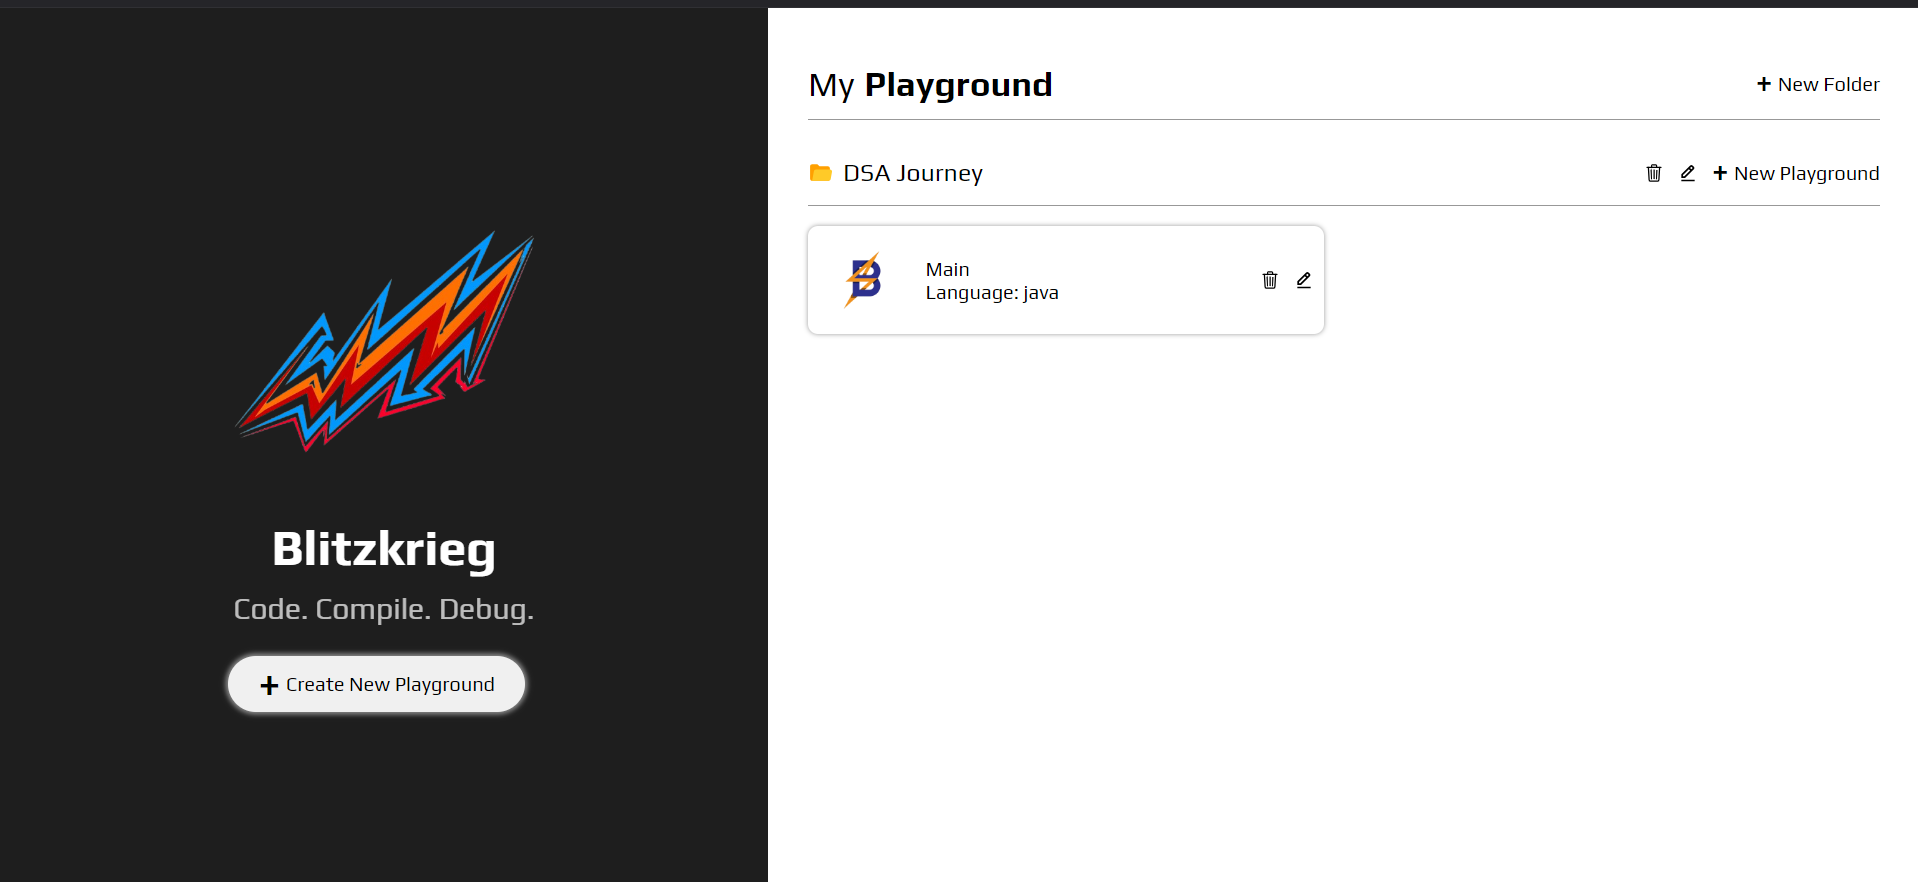 Blitzkrieg
Code. Compile. Debug.
+ Create New Playground
My Playground
+ New Folder
DSA Journey
+ New Playground
B
Main
Language: java